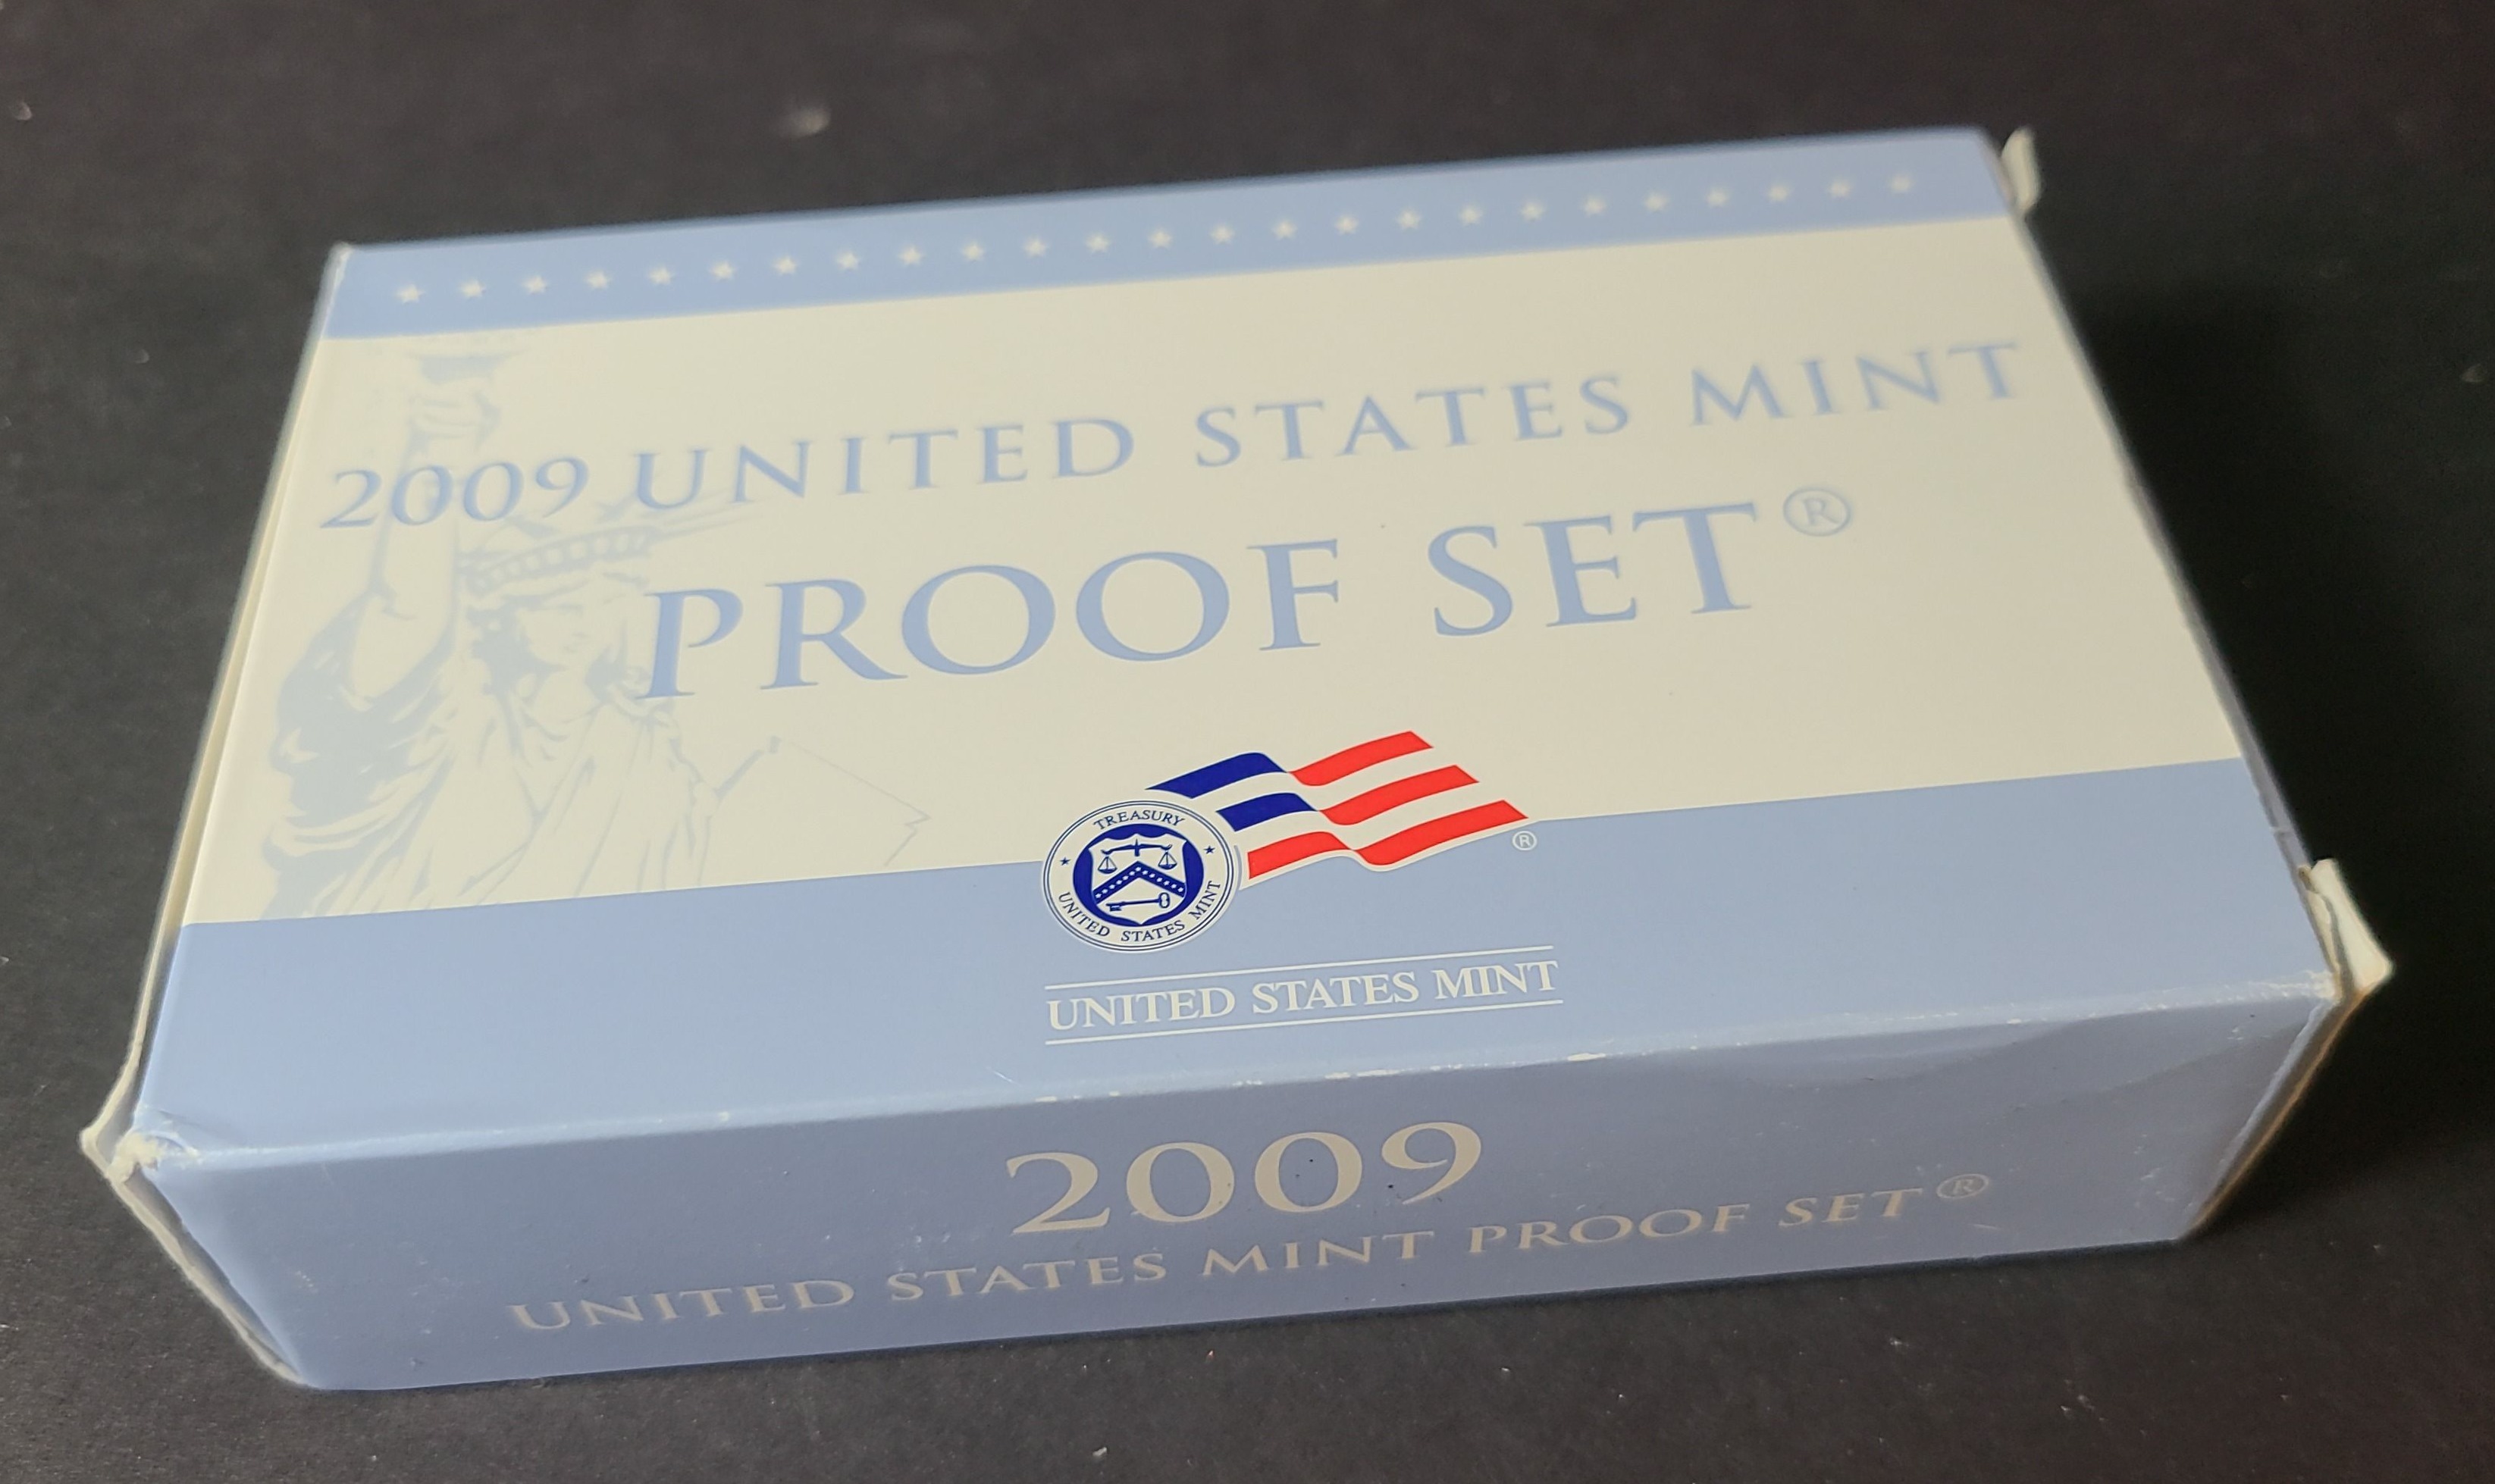 2009 UNITED STATES MINT
PROOF SET®
TREASURY
UNITED STATES MINT
®
UNITED STATES MINT
2009
UNITED STATES MINT PROOF SET®